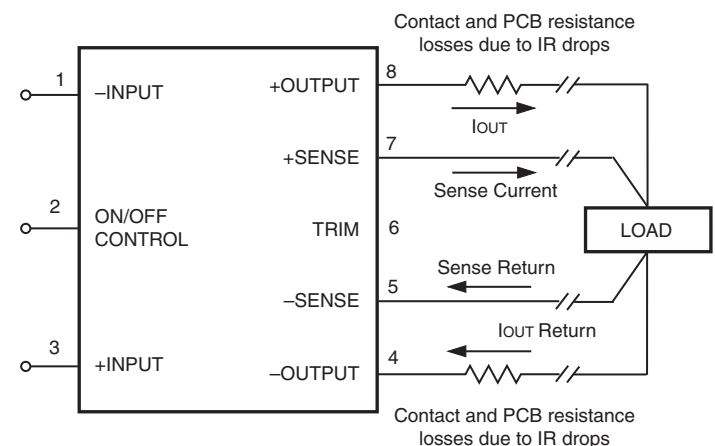 Contact and PCB resistance
losses due to IR drops
1
–INPUT
+OUTPUT
8
IOUT
7
+SENSE
Sense Current
2
ON/OFF
CONTROL
TRIM
6
LOAD
Sense Return
5
–SENSE
IOUT Return
3
+INPUT
4
–OUTPUT
Contact and PCB resistance
losses due to IR drops